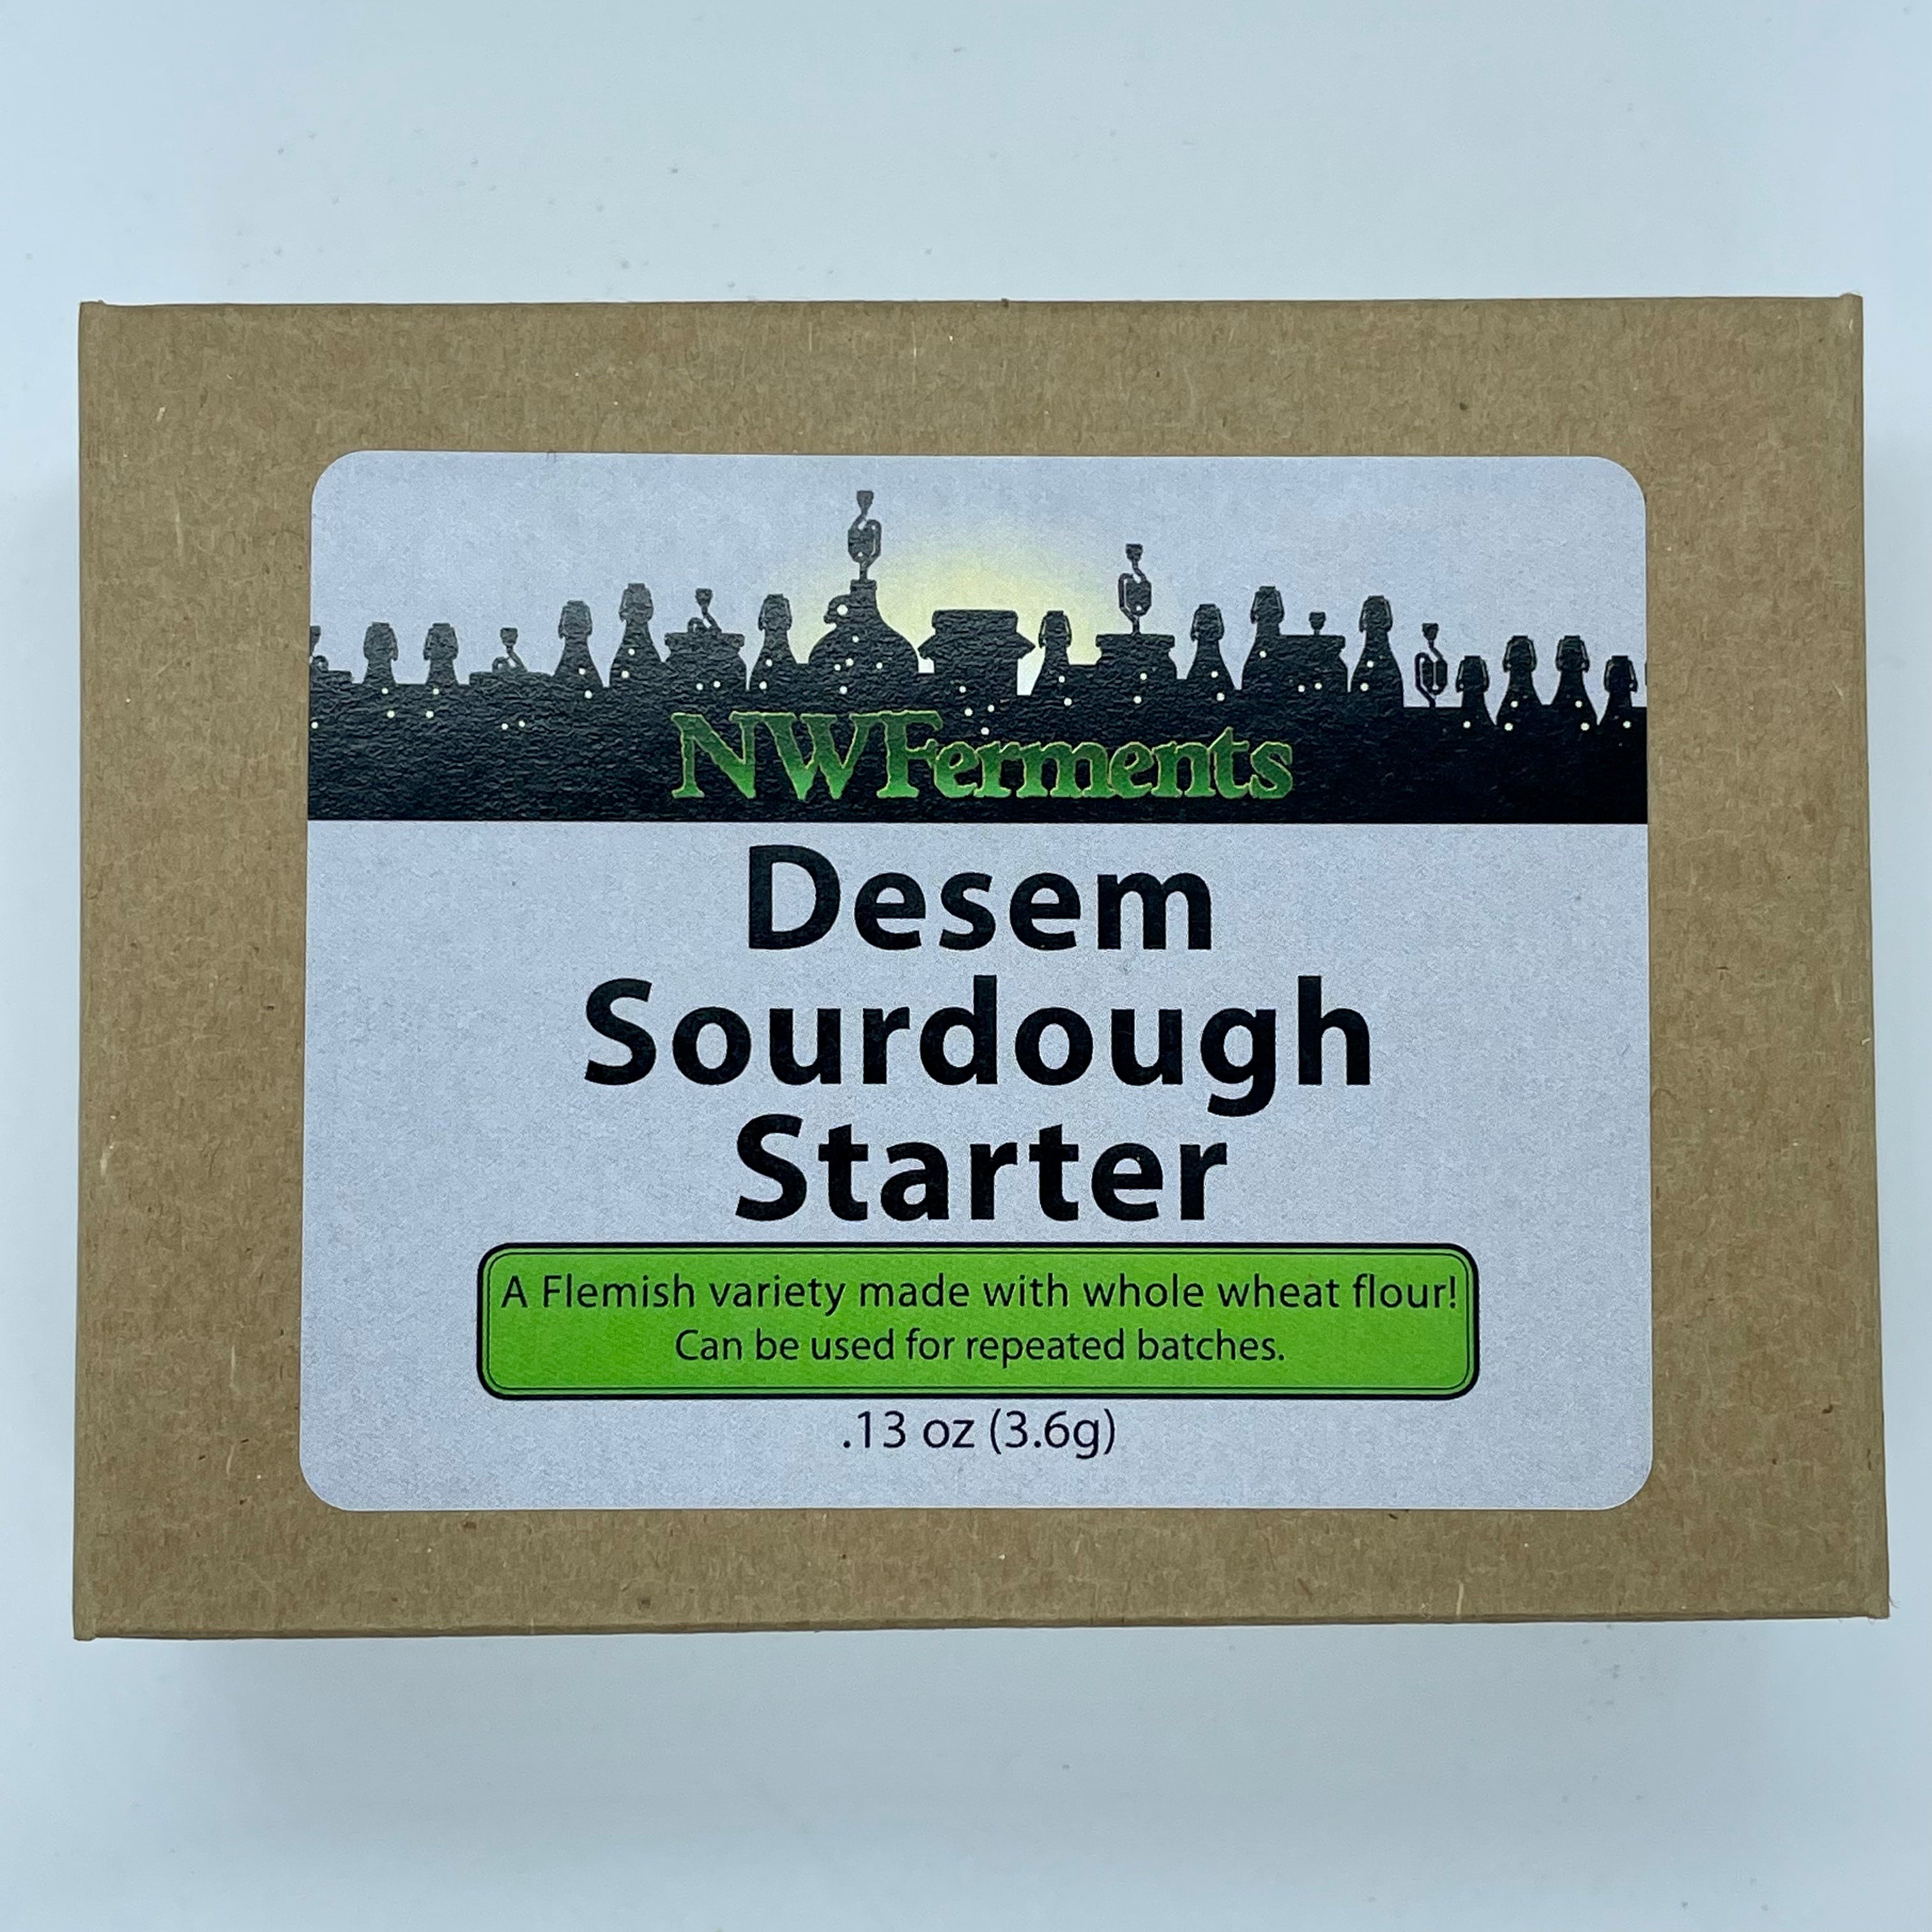 NWFerments
Desem
Sourdough
Starter
A Flemish variety made with whole wheat flour!
Can be used for repeated batches.
.13 oz (3.6g)